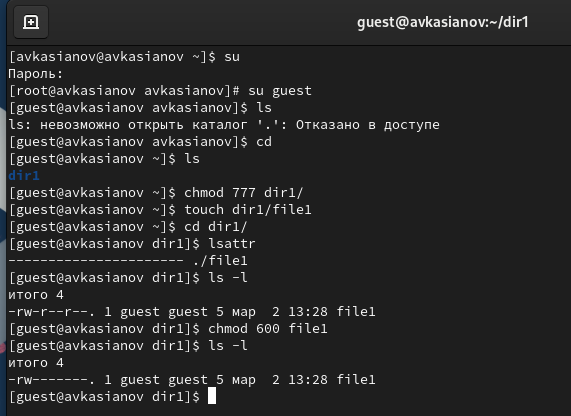 guest@avkasianov:~/dir1
[avkasianov@avkasianov ~]$ su
Пароль:
[root@avkasianov avkasianov]# su guest
[guest@avkasianov avkasianov]$ ls
ls: невозможно открыть каталог '.': Отказано в доступе
[guest@avkasianov avkasianov]$ cd
[guest@avkasianov ~]$ ls
dir1
[guest@avkasianov ~]$ chmod 777 dir1/
[guest@avkasianov ~]$ touch dir1/file1
[guest@avkasianov ~]$ cd dir1/
[guest@avkasianov dir1]$ lsattr
---------------------- ./file1
[guest@avkasianov dir1]$ ls -l
итого 4
-rw-r--r--. 1 guest guest 5 мар  2 13:28 file1
[guest@avkasianov dir1]$ chmod 600 file1
[guest@avkasianov dir1]$ ls -l
итого 4
-rw-------. 1 guest guest 5 мар  2 13:28 file1
[guest@avkasianov dir1]$